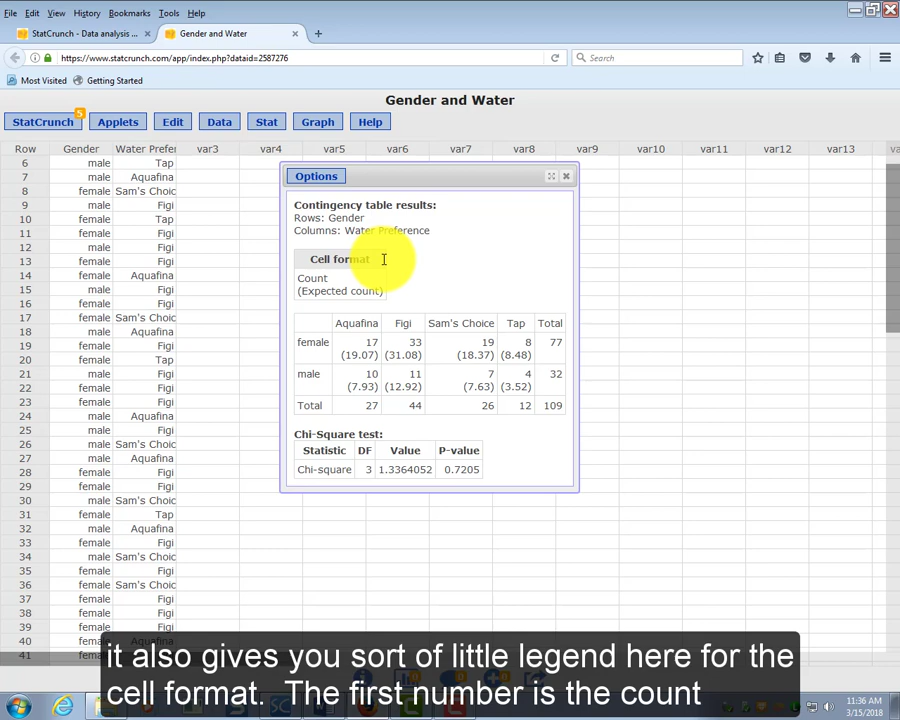 File Edit View History Bookmarks Tools Help
StatCrunch - Data analysis ... × Gender and Water × +
https://www.statcrunch.com/app/index.php?dataid=2587276 Search
Most Visited Getting Started
Gender and Water
StatCrunch 5 Applets Edit Data Stat Graph Help
Row Gender Water Prefer var3 var4 var5 var6 var7 var8 var9 var10 var11 var12 var13 va
6 male Tap
7 male Aquafina
8 female Sam's Choic
9 male Figi
10 female Tap
11 female Figi
12 male Figi
13 female Figi
14 female Aquafina
15 male Figi
16 female Figi
17 female Sam's Choic
18 male Aquafina
19 female Figi
20 female Tap
21 male Figi
22 female Figi
23 female Figi
24 male Aquafina
25 male Figi
26 male Sam's Choic
27 male Aquafina
28 female Figi
29 female Figi
30 male Sam's Choic
31 female Tap
32 male Aquafina
33 female Figi
34 male Sam's Choic
35 female Figi
36 female Sam's Choic
37 female Figi
38 female Figi
39 female Figi
40 male Aquafina
41 female Figi
Options
Contingency table results:
Rows: Gender
Columns: Water Preference
Cell format
Count
(Expected count)
Aquafina Figi Sam's Choice Tap Total
female 17 33 19 8 77
(19.07) (31.08) (18.37) (8.48)
male 10 11 7 4 32
(7.93) (12.92) (7.63) (3.52)
Total 27 44 26 12 109
Chi-Square test:
Statistic DF Value P-value
Chi-square 3 1.3364052 0.7205
it also gives you sort of little legend here for the
cell format. The first number is the count
11:36 AM
3/15/2018